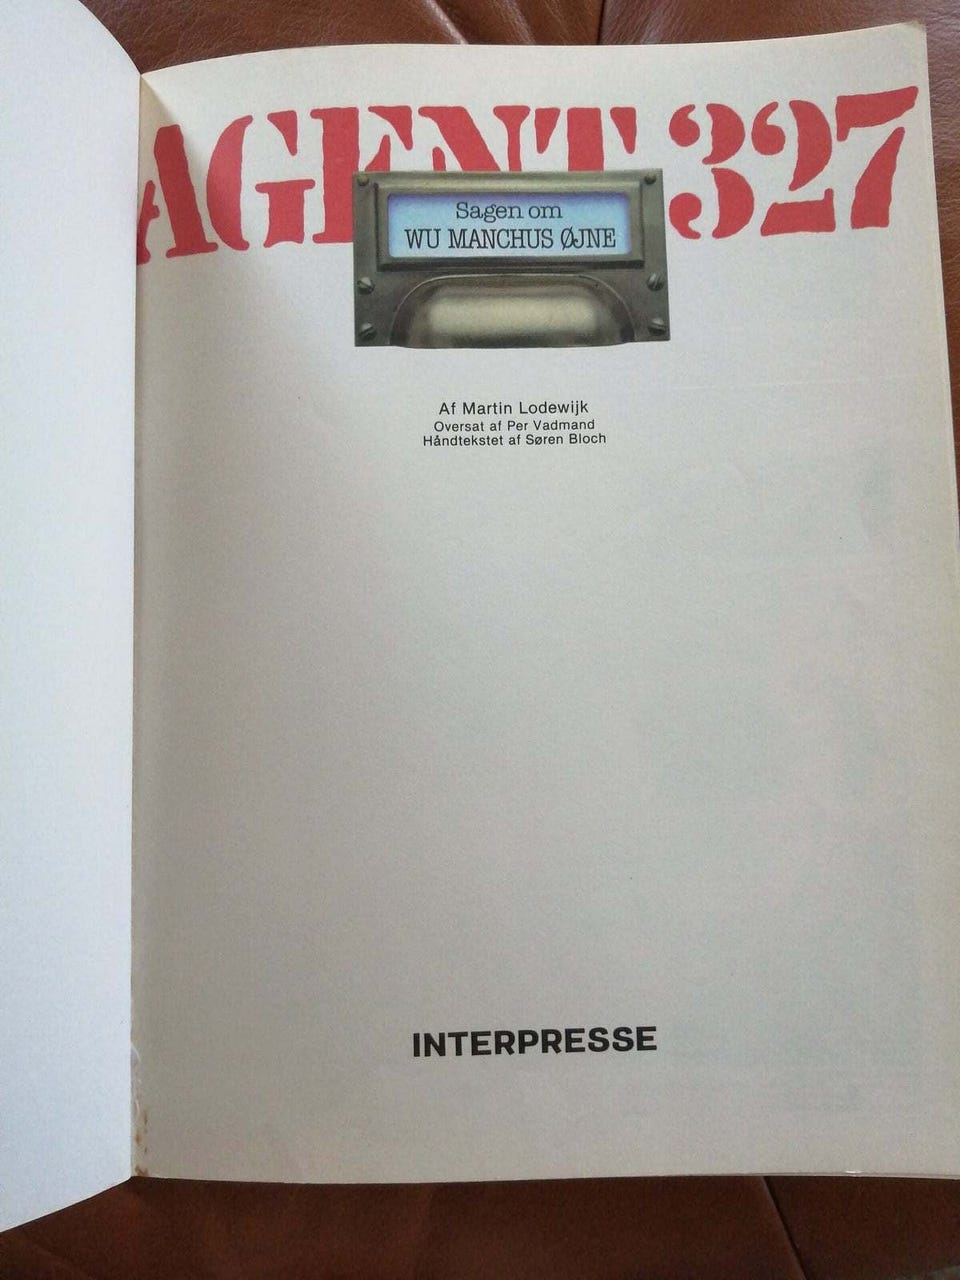 AGENT 327
Sagen om
WU MANCHUS ØJNE
Af Martin Lodewijk
Oversat af Per Vadmand
Håndtekstet af Søren Bloch
INTERPRESSE